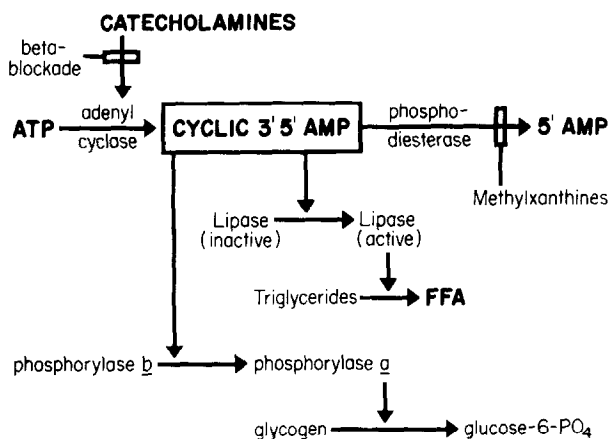 CATECHOLAMINES
beta-
blockade
ATP
adenyl
cyclase
CYCLIC 3' 5' AMP
phospho-
diesterase
5' AMP
Methylxanthines
Lipase
(inactive)
Lipase
(active)
Triglycerides
FFA
phosphorylase b
phosphorylase a
glycogen
glucose-6-PO₄